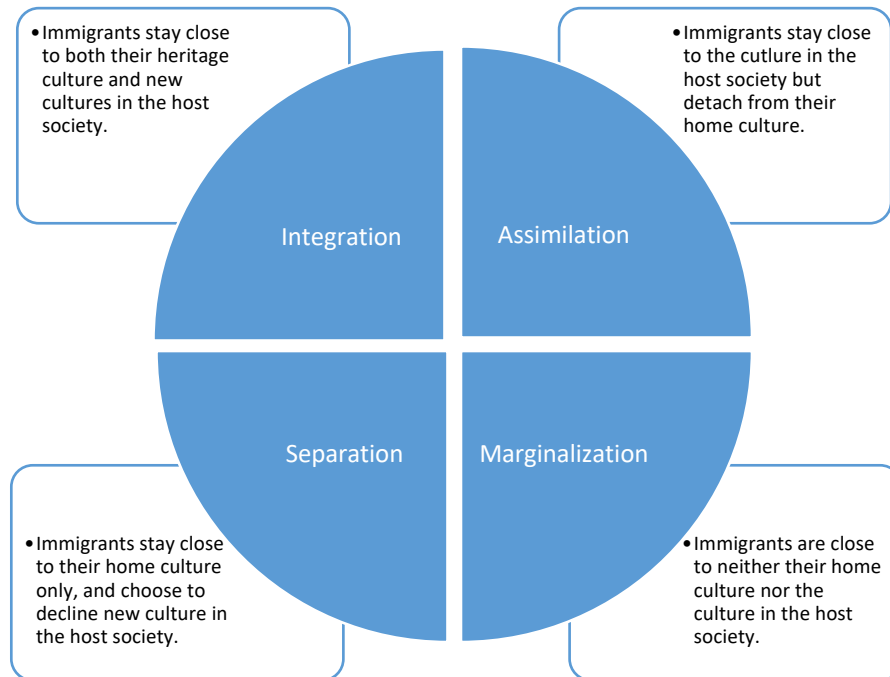 •Immigrants stay close
to both their heritage
culture and new
cultures in the host
society.
•Immigrants stay close
to the cutlure in the
host society but
detach from their
home culture.
Integration
Assimilation
Separation
Marginalization
•Immigrants stay close
to their home culture
only, and choose to
decline new culture in
the host society.
•Immigrants are close
to neither their home
culture nor the
culture in the host
society.